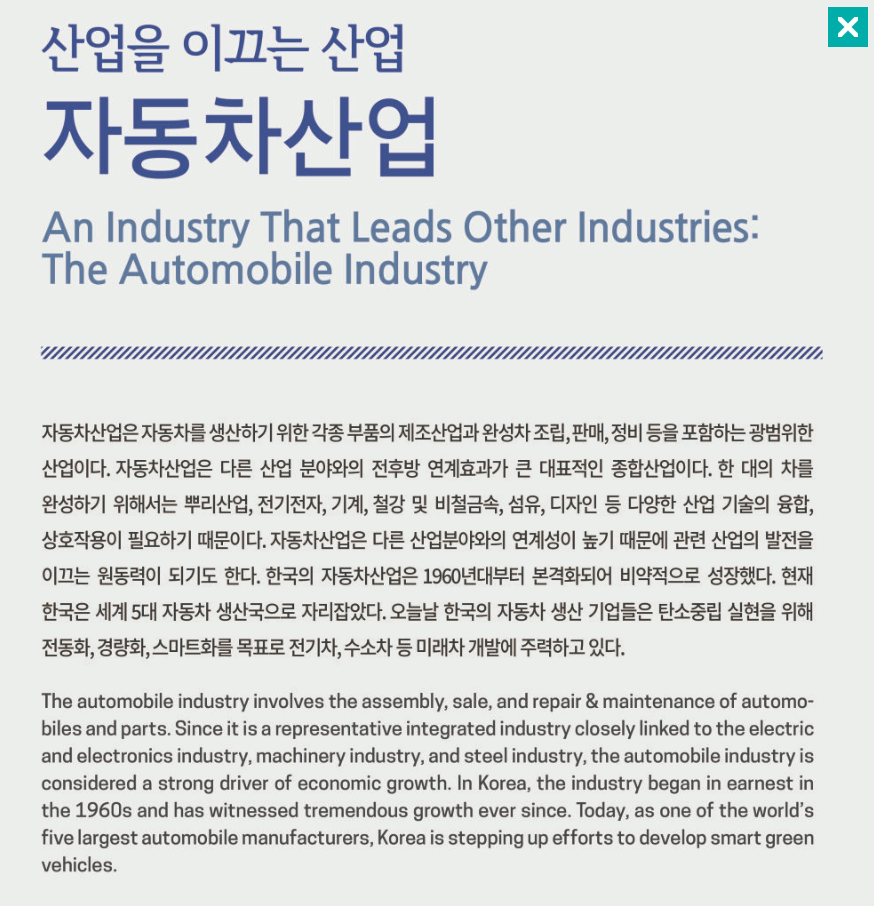 산업을 이끄는 산업
자동차산업
An Industry That Leads Other Industries:
The Automobile Industry
자동차산업은 자동차를 생산하기 위한 각종 부품의 제조산업과 완성차 조립, 판매, 정비 등을 포함하는 광범위한
산업이다. 자동차산업은 다른 산업 분야와의 전후방 연계효과가 큰 대표적인 종합산업이다. 한 대의 차를
완성하기 위해서는 뿌리산업, 전기전자, 기계, 철강 및 비철금속, 섬유, 디자인 등 다양한 산업 기술의 융합,
상호작용이 필요하기 때문이다. 자동차산업은 다른 산업분야와의 연계성이 높기 때문에 관련 산업의 발전을
이끄는 원동력이 되기도 한다. 한국의 자동차산업은 1960년대부터 본격화되어 비약적으로 성장했다. 현재
한국은 세계 5대 자동차 생산국으로 자리잡았다. 오늘날 한국의 자동차 생산 기업들은 탄소중립 실현을 위해
전동화, 경량화, 스마트화를 목표로 전기차, 수소차 등 미래차 개발에 주력하고 있다.
The automobile industry involves the assembly, sale, and repair & maintenance of automo-
biles and parts. Since it is a representative integrated industry closely linked to the electric
and electronics industry, machinery industry, and steel industry, the automobile industry is
considered a strong driver of economic growth. In Korea, the industry began in earnest in
the 1960s and has witnessed tremendous growth ever since. Today, as one of the world's
five largest automobile manufacturers, Korea is stepping up efforts to develop smart green
vehicles.